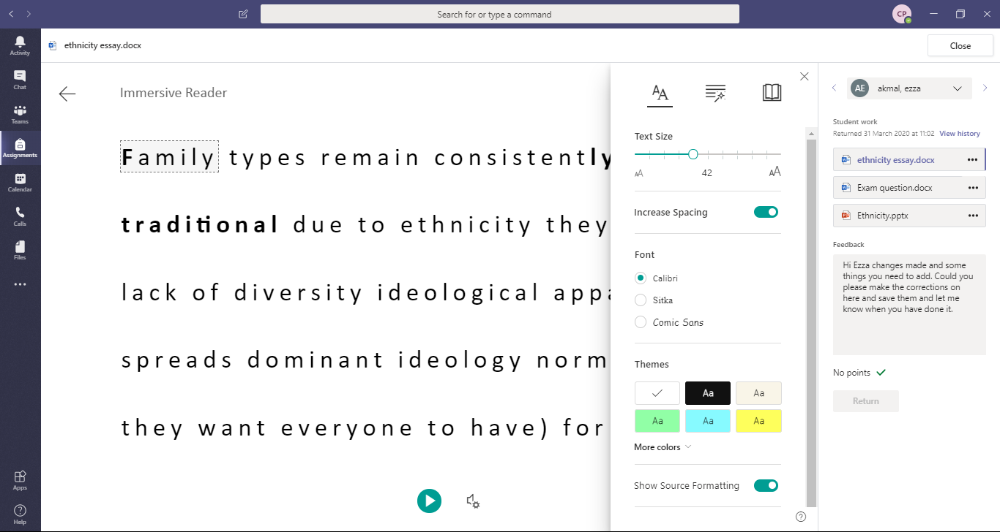 Search for or type a command
CP
Activity
Chat
Teams
Assignments
Calendar
Calls
Files
Apps
Help
ethnicity essay.docx
Close
Immersive Reader
Family types remain consistently
traditional due to ethnicity they
lack of diversity ideological appa
spreads dominant ideology norm
they want everyone to have) for
AA
Text Size
AA
42
AA
Increase Spacing
Font
Calibri
Sitka
Comic Sans
Themes
Aa
Aa
Aa
Aa
Aa
More colors
Show Source Formatting
AE akmal, ezza
Student work
Returned 31 March 2020 at 11:02 View history
ethnicity essay.docx
Exam question.docx
Ethnicity.pptx
Feedback
Hi Ezza changes made and some
things you need to add. Could you
please make the corrections on
here and save them and let me
know when you have done it.
No points
Return